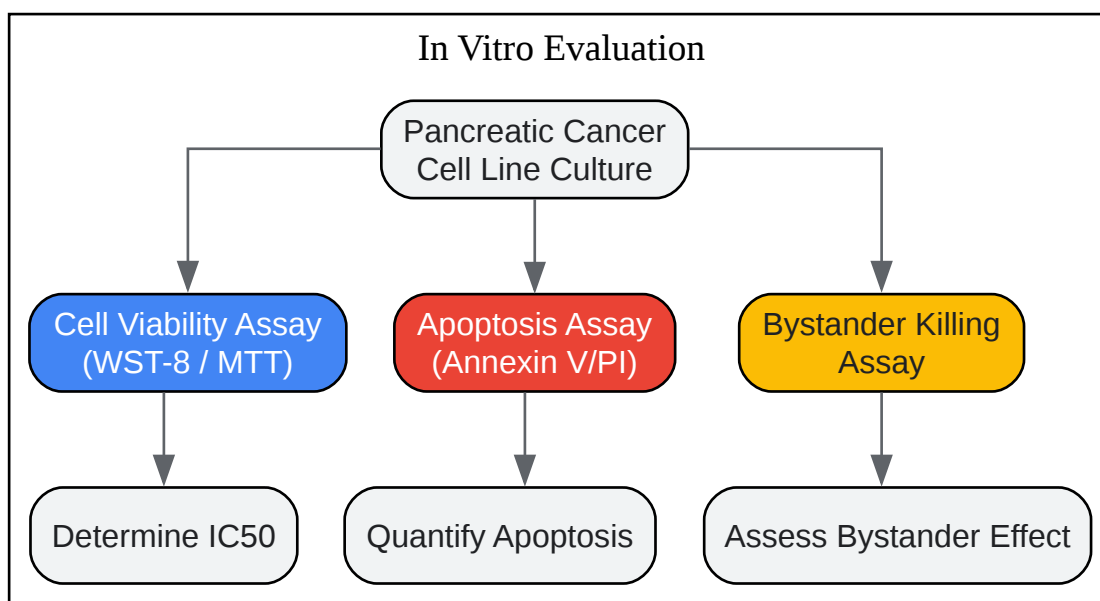 In Vitro Evaluation
Pancreatic Cancer
Cell Line Culture
Cell Viability Assay
(WST-8 / MTT)
Apoptosis Assay
(Annexin V/PI)
Bystander Killing
Assay
Determine IC50
Quantify Apoptosis
Assess Bystander Effect